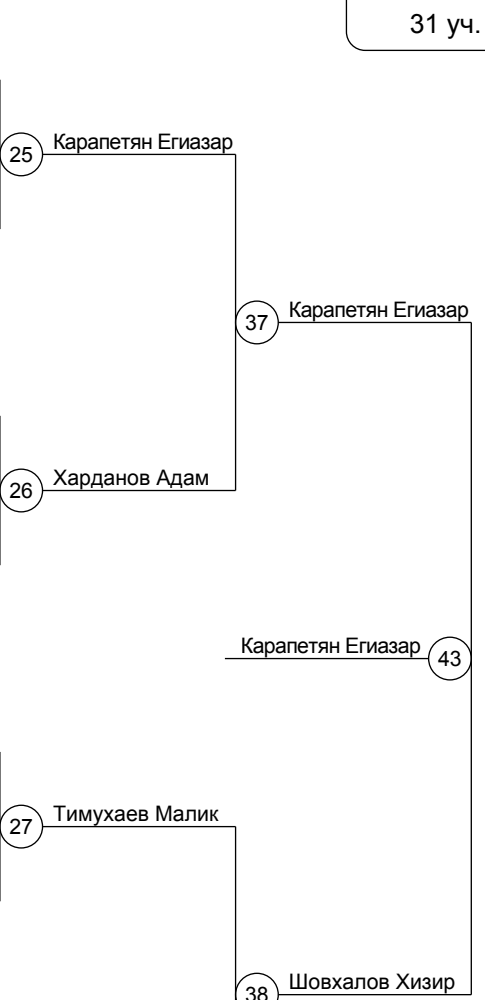 31 уч.
25 Карапетян Егиазар
37 Карапетян Егиазар
26 Харданов Адам
Карапетян Егиазар 43
27 Тимухаев Малик
38 Шовхалов Хизир